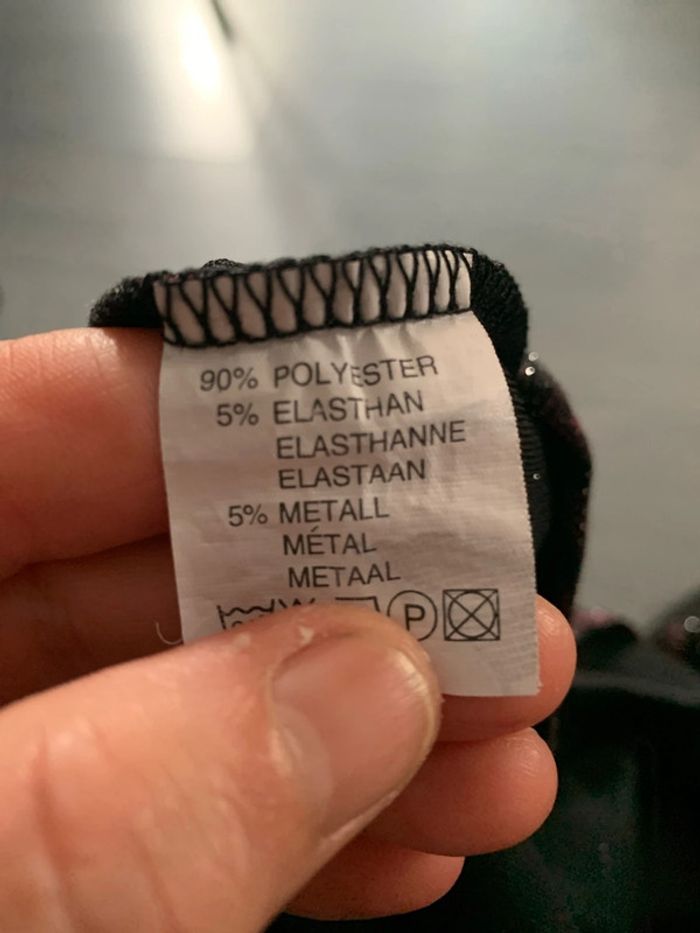 90% POLYESTER
5% ELASTHAN
ELASTHANNE
ELASTAAN
5% METALL
MÉTAL
METAAL
P